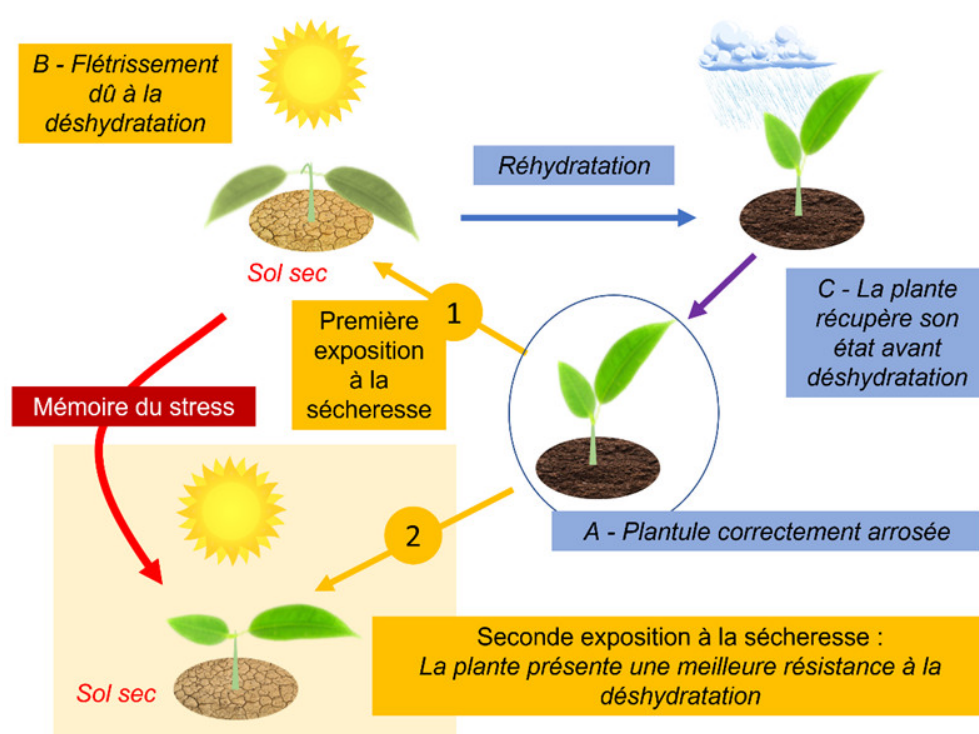 B - Flétrissement
dû à la
déshydratation
Réhydratation
Sol sec
1
Première
exposition
à la
sécheresse
C - La plante
récupère son
état avant
déshydratation
Mémoire du stress
2
A - Plantule correctement arrosée
Sol sec
Seconde exposition à la sécheresse :
La plante présente une meilleure résistance à la
déshydratation